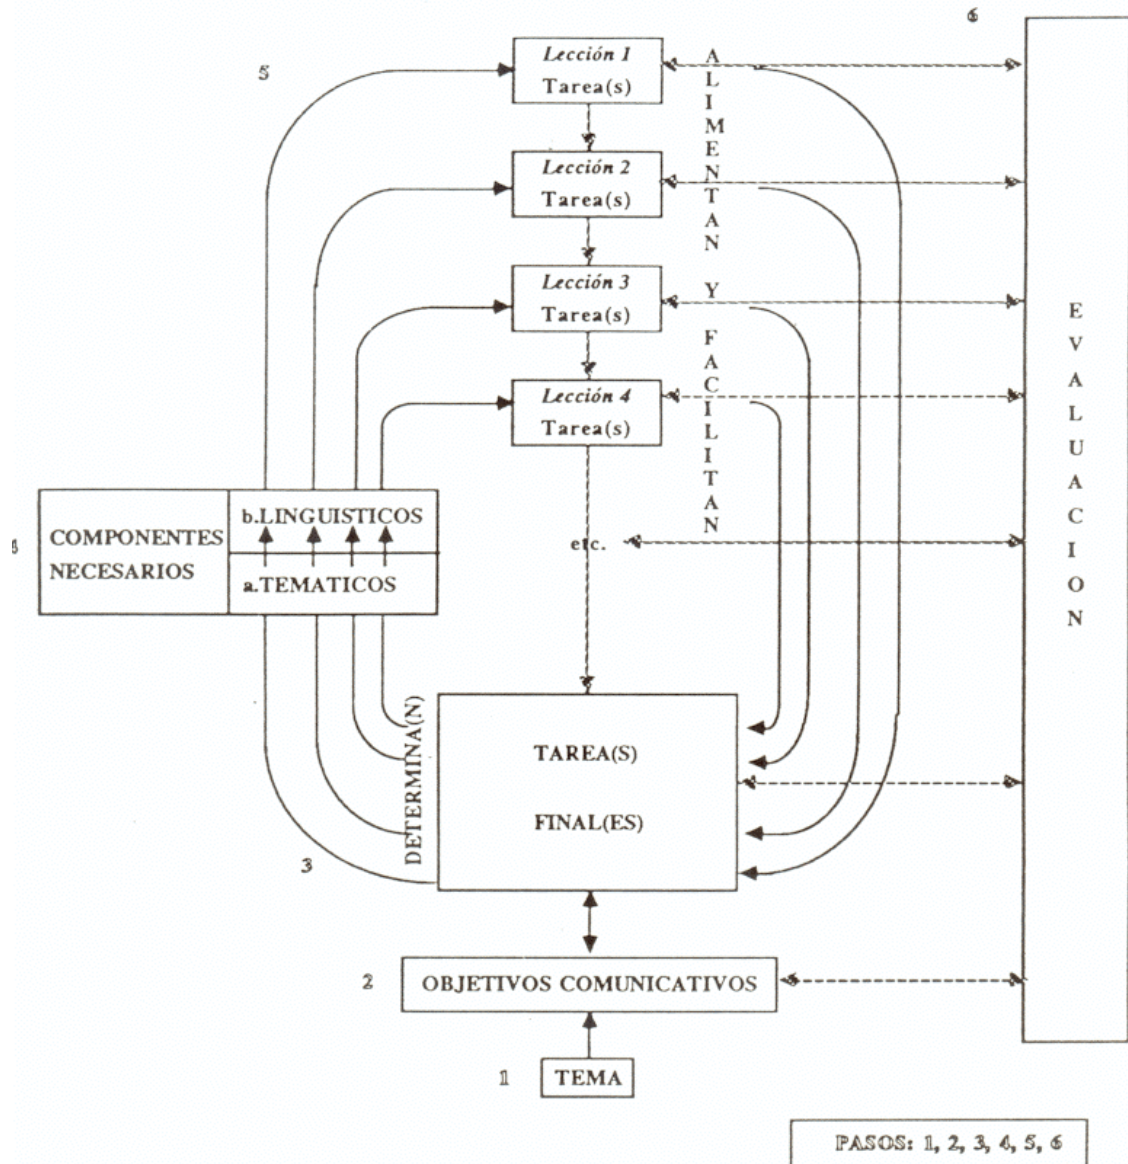 6
5
Lección 1
Tarea(s)
Lección 2
Tarea(s)
Lección 3
Tarea(s)
Lección 4
Tarea(s)
etc.
ALIMENTAN Y FACILITAN
EVALUACION
COMPONENTES
NECESARIOS
b.LINGUISTICOS
a.TEMATICOS
DETERMINA(N)
3
TAREA(S)
FINAL(ES)
2
OBJETIVOS COMUNICATIVOS
1
TEMA
PASOS: 1, 2, 3, 4, 5, 6